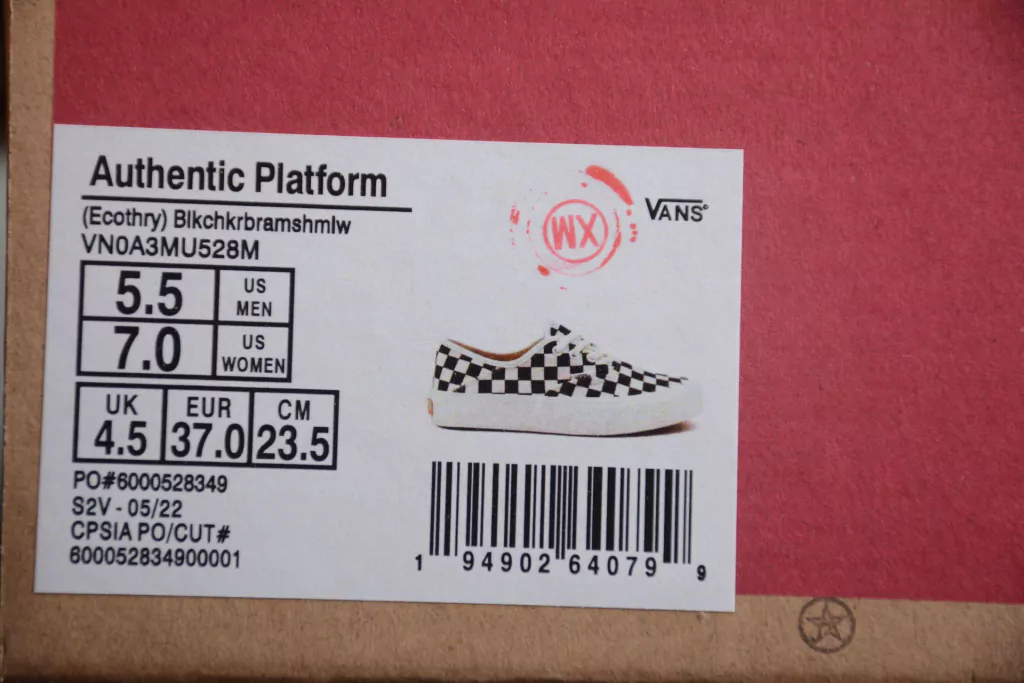 Authentic Platform
(Ecothry) Blkchkrbramshmlw
VN0A3MU528M
WX
VANS
5.5 US MEN
7.0 US WOMEN
UK EUR CM
4.5 37.0 23.5
PO#6000528349
S2V - 05/22
CPSIA PO/CUT#
600052834900001
1 94902 64079 9